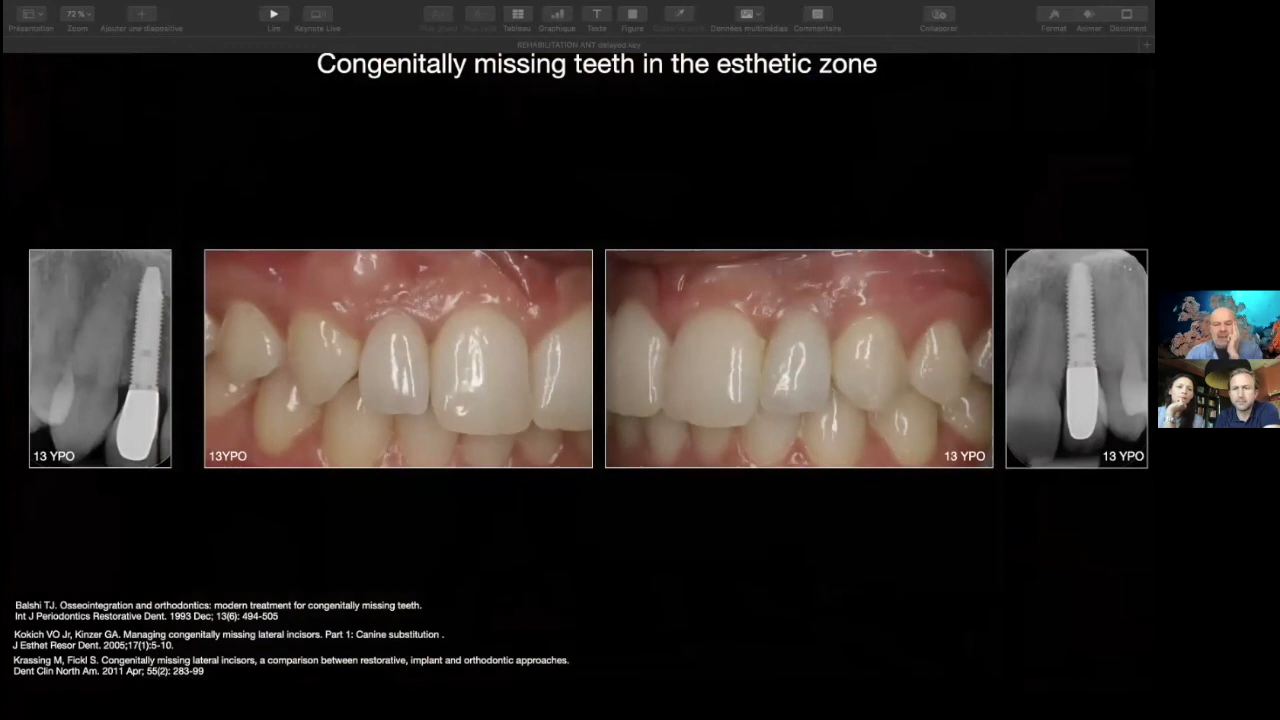 72 %
Présentation
Zoom
Ajouter une diapositive
Lire
Keynote Live
Tableau
Graphique
Texte
Figure
Données multimédias
Commentaire
Collaborer
Format
Animer
Document
REHABILITATION ANT delayed.key
Congenitally missing teeth in the esthetic zone
13 YPO
13YPO
13 YPO
13 YPO
Balshi TJ. Osseointegration and orthodontics: modern treatment for congenitally missing teeth.
Int J Periodontics Restorative Dent. 1993 Dec; 13(6): 494-505
Kokich VO Jr, Kinzer GA. Managing congenitally missing lateral incisors. Part 1: Canine substitution .
J Esthet Resor Dent. 2005;17(1):5-10.
Krassing M, Fickl S. Congenitally missing lateral incisors, a comparison between restorative, implant and orthodontic approaches.
Dent Clin North Am. 2011 Apr; 55(2): 283-99